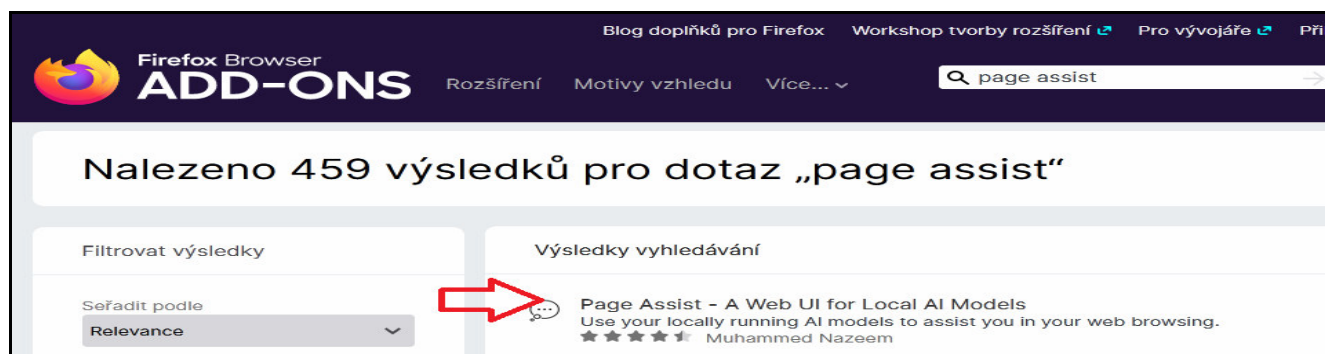 Blog doplňků pro Firefox Workshop tvorby rozšíření Pro vývojáře Při
Firefox Browser
ADD-ONS
Rozšíření Motivy vzhledu Více... page assist
Nalezeno 459 výsledků pro dotaz „page assist“
Filtrovat výsledky
Seřadit podle
Relevance
Výsledky vyhledávání
Page Assist - A Web UI for Local AI Models
Use your locally running AI models to assist you in your web browsing.
Muhammed Nazeem